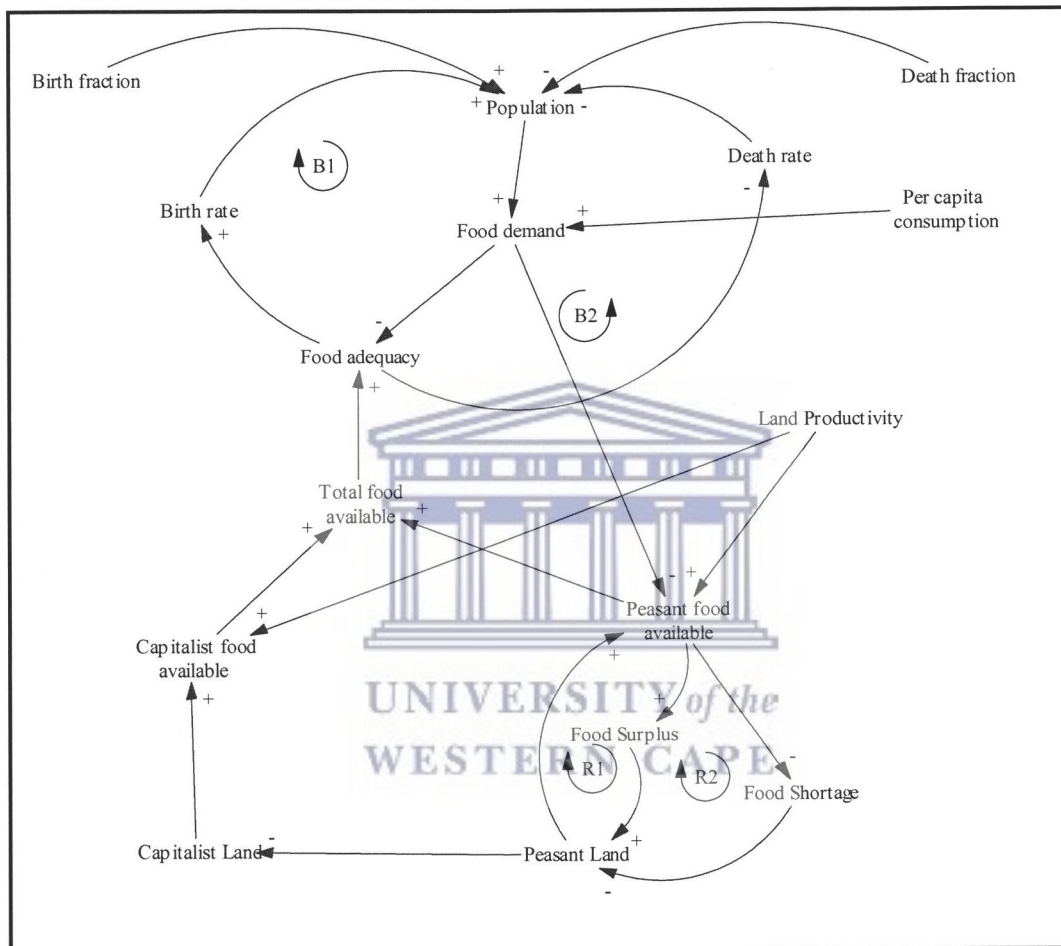 Birth fraction
Death fraction
+
-
+
Population
-
Death rate
-
B1
Birth rate
+
Per capita
consumption
+
+
Food demand
B2
-
Food adequacy
+
Land Productivity
Total food
available
+
+
-
+
Peasant food
available
+
+
Capitalist food
available
+
UNIVERSITY of the
WESTERN CAPE
+
Food Surplus
R1
R2
-
Food Shortage
+
Capitalist Land
-
Peasant Land
-